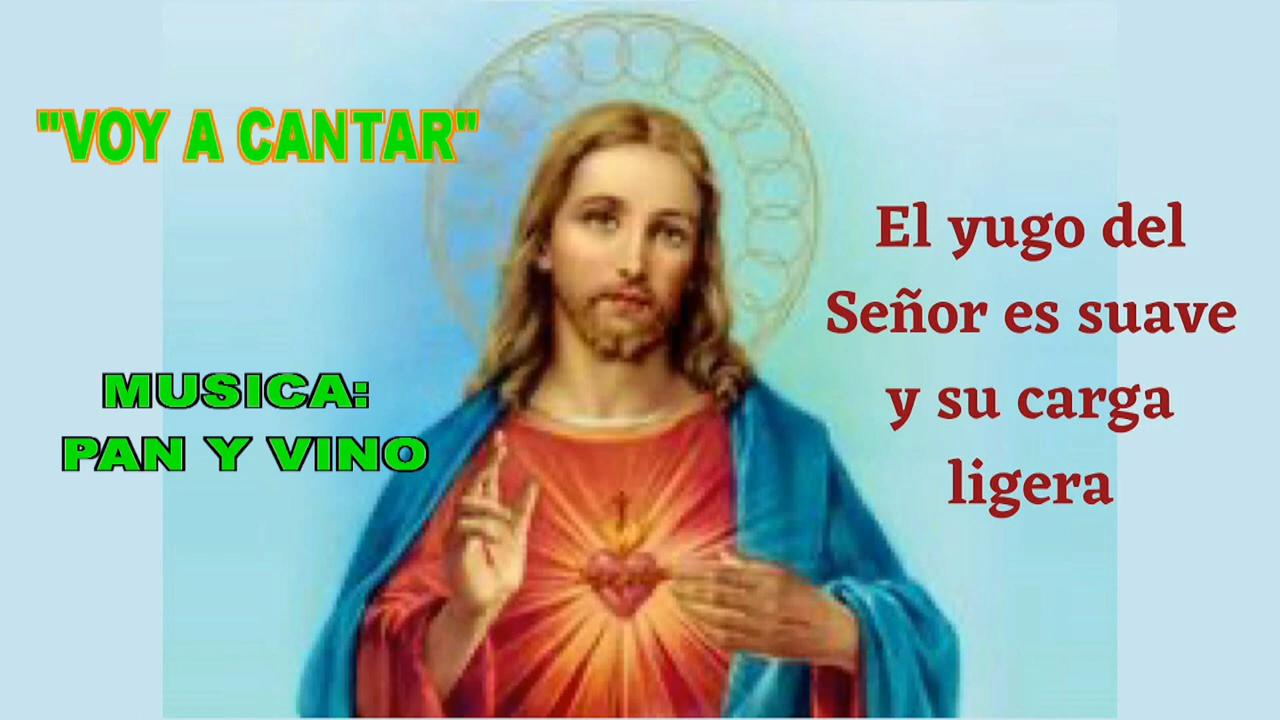 "VOY A CANTAR"
MUSICA:
PAN Y VINO
El yugo del
Señor es suave
y su carga
ligera